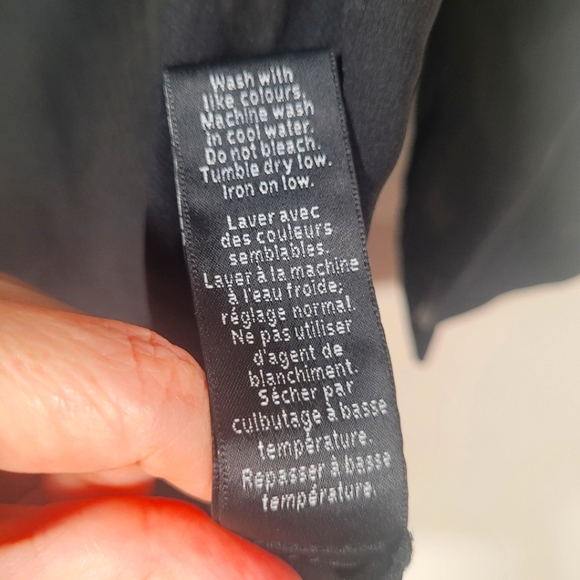 Wash with
like colours.
Machine wash
in cool water.
Do not bleach.
Tumble dry low.
Iron on low.
Laver avec
des couleurs
semblables.
Laver à la machine
à l'eau froide,
réglage normal.
Ne pas utiliser
d'agent de
blanchiment.
Sécher par
culbutage à basse
température.
Repasser à basse
température.